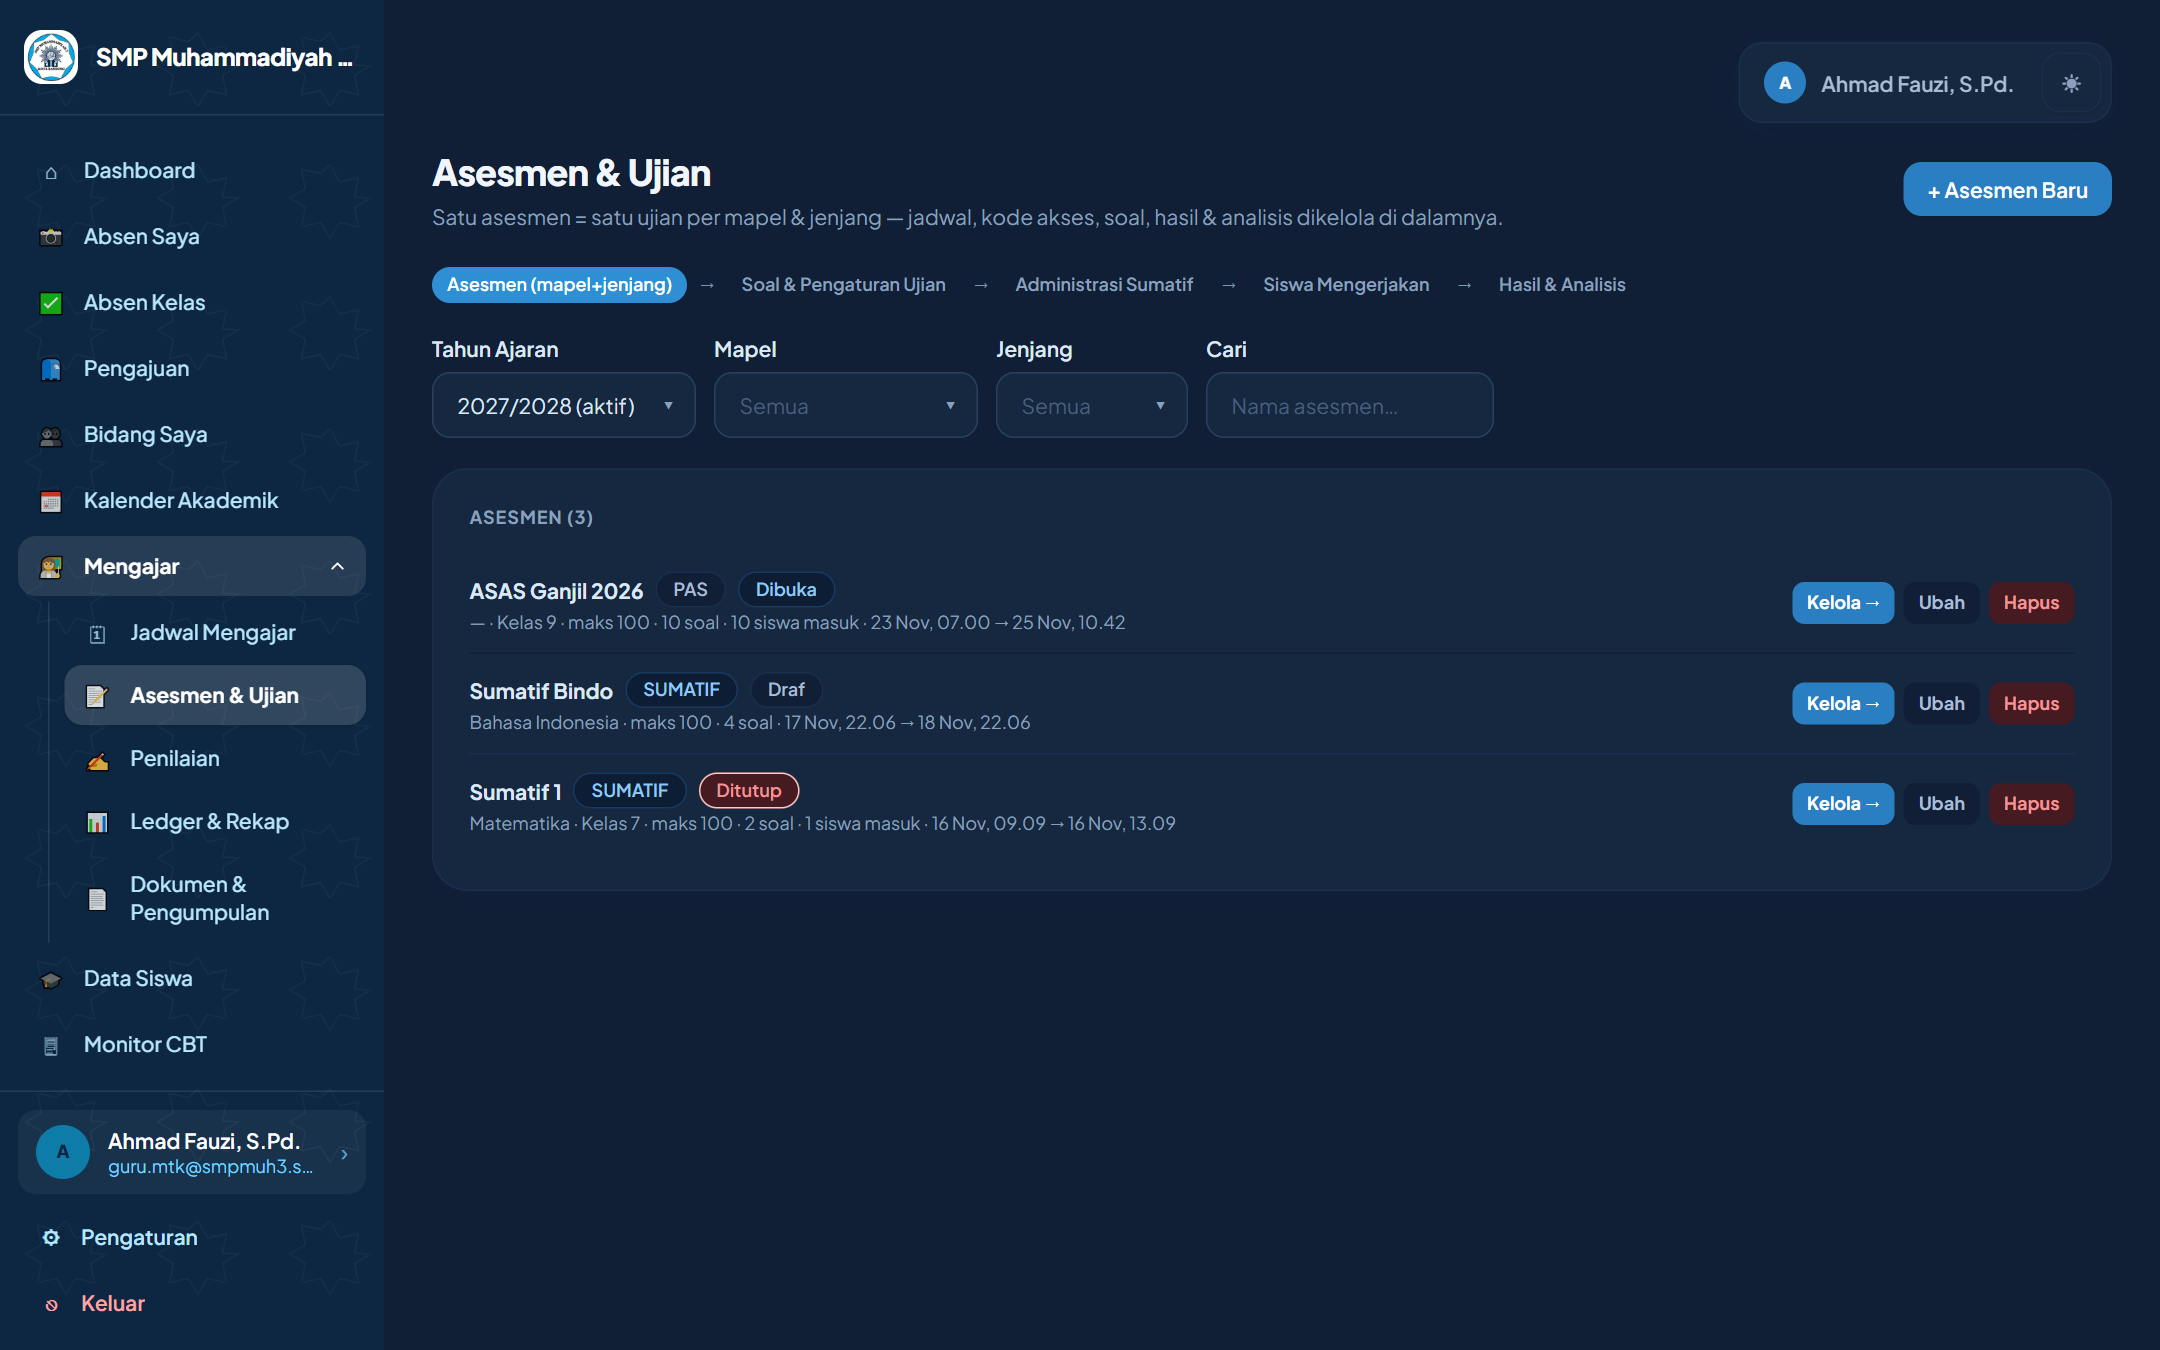 SMP Muhammadiyah ...
Dashboard
Absen Saya
Absen Kelas
Pengajuan
Bidang Saya
Kalender Akademik
Mengajar
Jadwal Mengajar
Asesmen & Ujian
Penilaian
Ledger & Rekap
Dokumen &
Pengumpulan
Data Siswa
Monitor CBT
A
Ahmad Fauzi, S.Pd.
guru.mtk@smpmuh3.s...
Pengaturan
Keluar
A Ahmad Fauzi, S.Pd.
Asesmen & Ujian
+ Asesmen Baru
Satu asesmen = satu ujian per mapel & jenjang — jadwal, kode akses, soal, hasil & analisis dikelola di dalamnya.
Asesmen (mapel+jenjang) → Soal & Pengaturan Ujian → Administrasi Sumatif → Siswa Mengerjakan → Hasil & Analisis
Tahun Ajaran Mapel Jenjang Cari
2027/2028 (aktif) Semua Semua Nama asesmen...
ASESMEN (3)
ASAS Ganjil 2026 PAS Dibuka
— · Kelas 9 · maks 100 · 10 soal · 10 siswa masuk · 23 Nov, 07.00 → 25 Nov, 10.42
Kelola → Ubah Hapus
Sumatif Bindo SUMATIF Draf
Bahasa Indonesia · maks 100 · 4 soal · 17 Nov, 22.06 → 18 Nov, 22.06
Kelola → Ubah Hapus
Sumatif 1 SUMATIF Ditutup
Matematika · Kelas 7 · maks 100 · 2 soal · 1 siswa masuk · 16 Nov, 09.09 → 16 Nov, 13.09
Kelola → Ubah Hapus